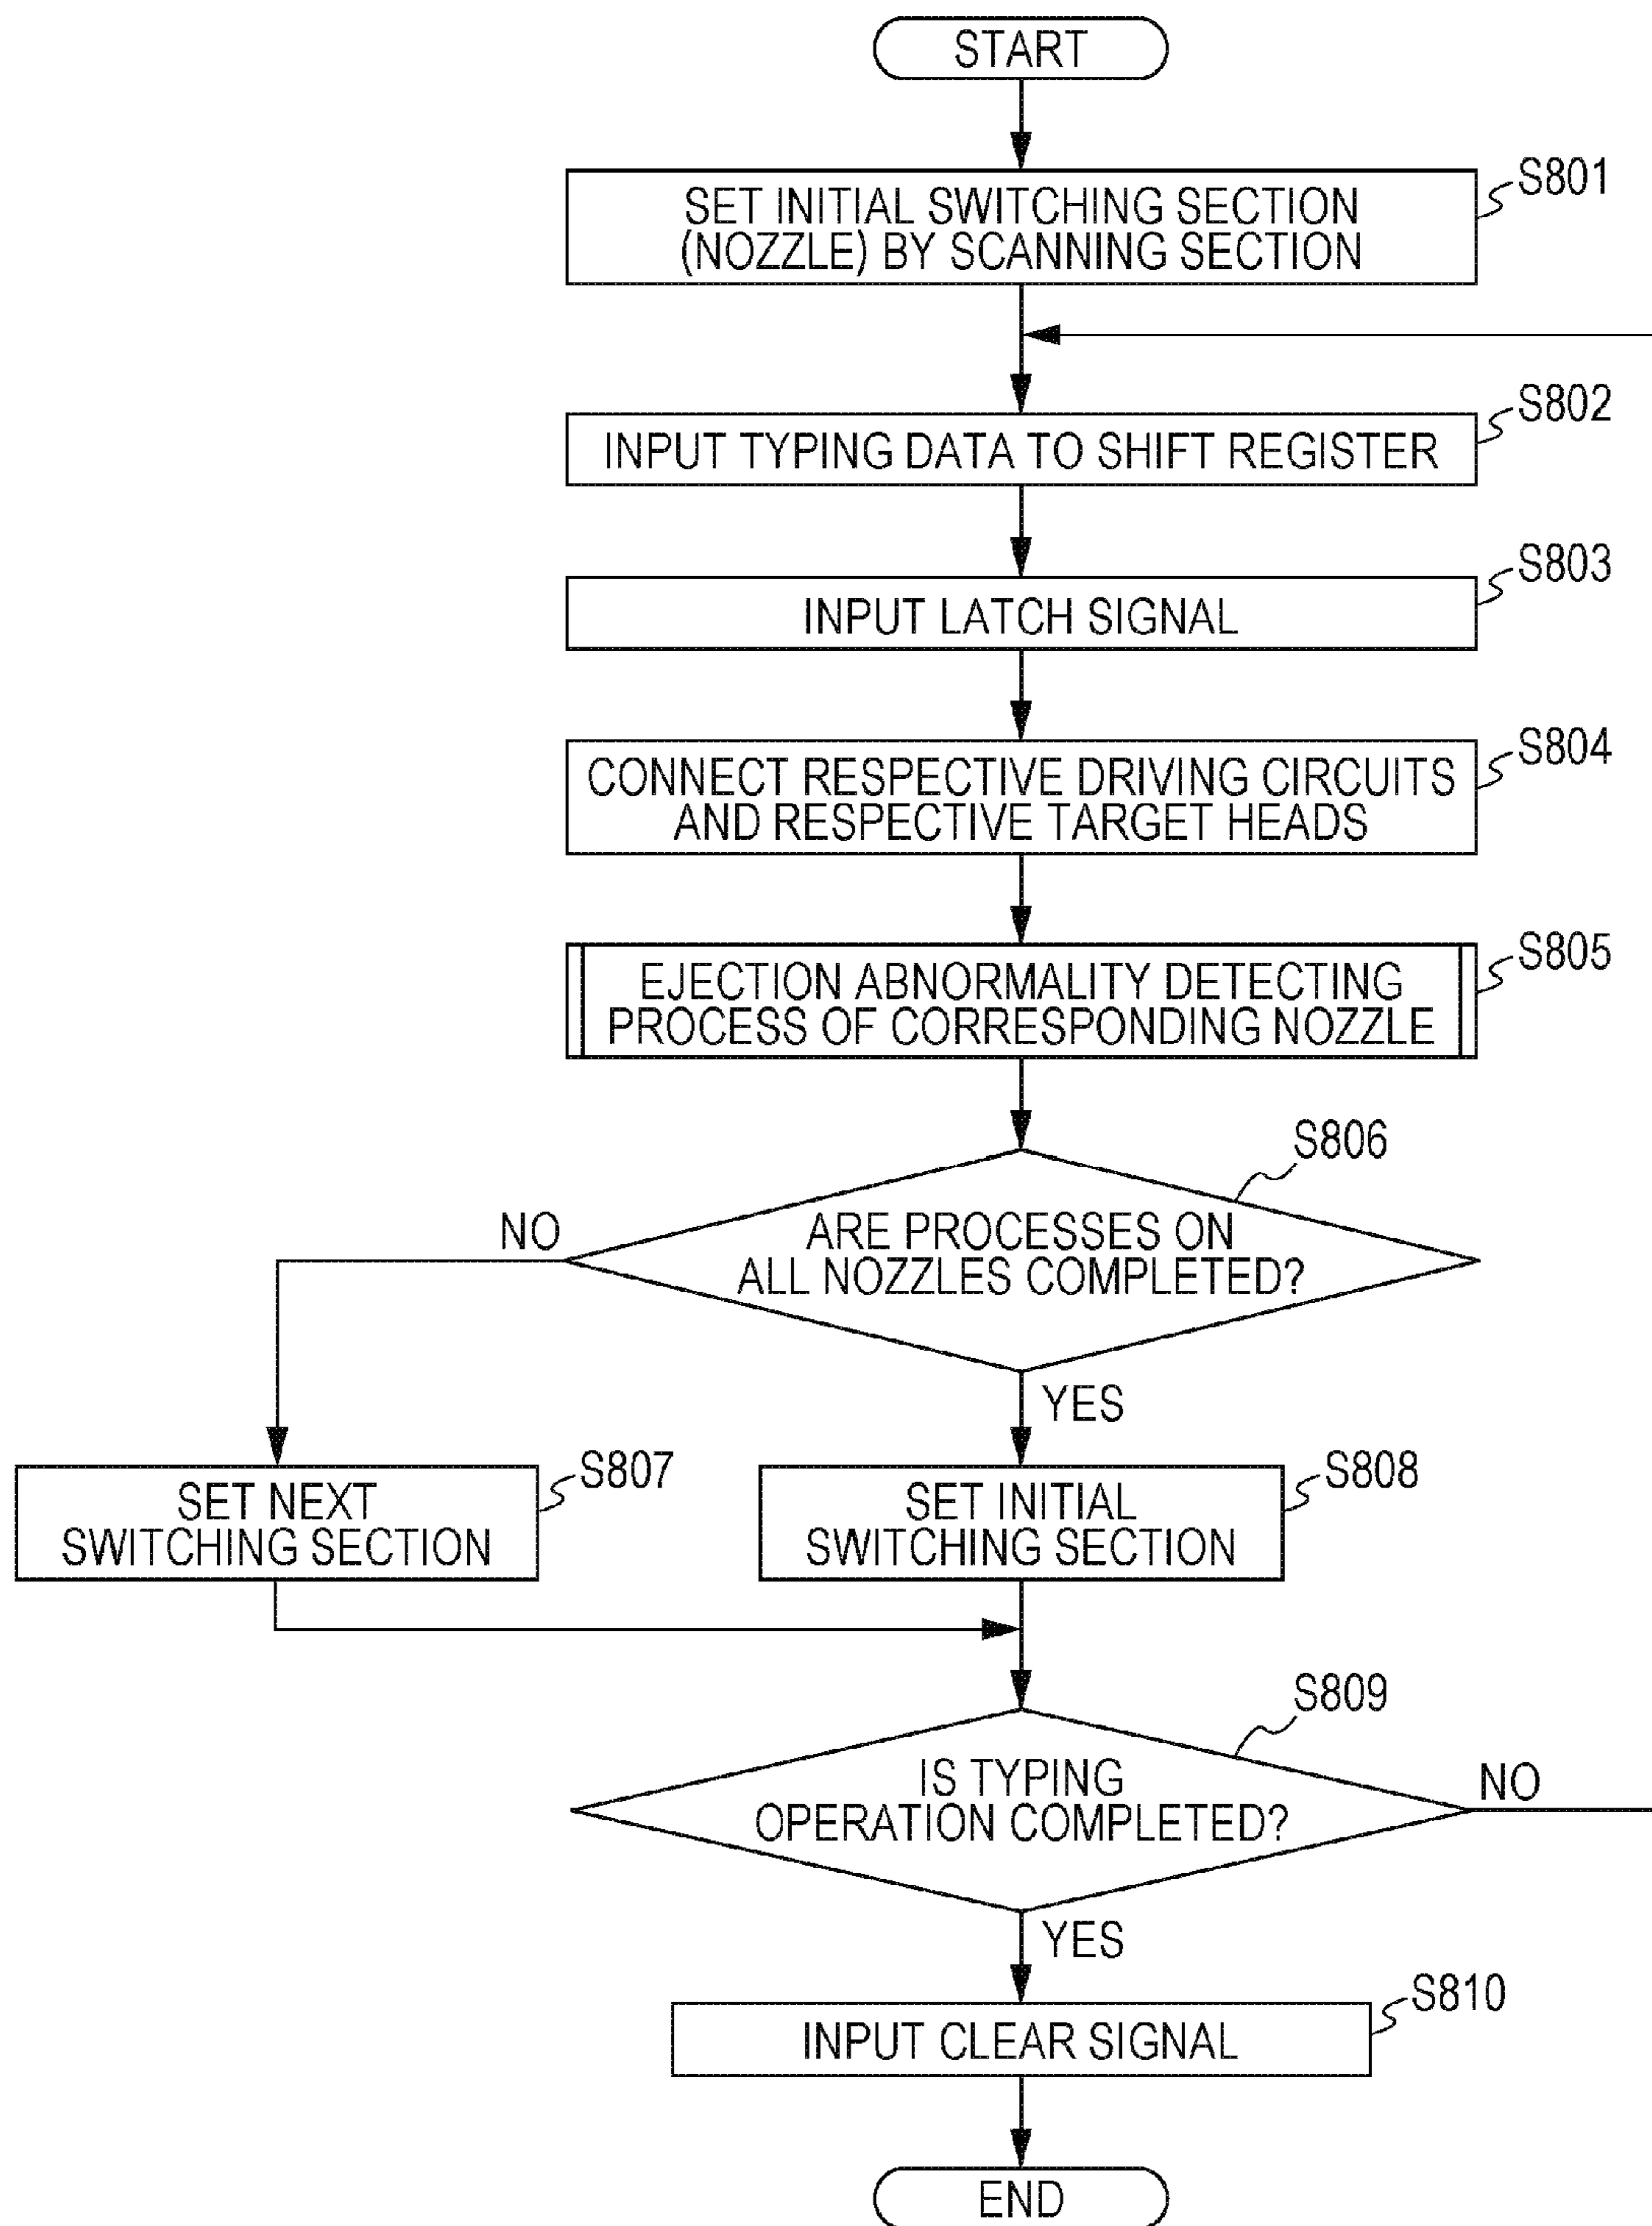 START
S801
SET INITIAL SWITCHING SECTION
(NOZZLE) BY SCANNING SECTION
S802
INPUT TYPING DATA TO SHIFT REGISTER
S803
INPUT LATCH SIGNAL
S804
CONNECT RESPECTIVE DRIVING CIRCUITS
AND RESPECTIVE TARGET HEADS
S805
EJECTION ABNORMALITY DETECTING
PROCESS OF CORRESPONDING NOZZLE
S806
NO
ARE PROCESSES ON
ALL NOZZLES COMPLETED?
YES
S807
SET NEXT
SWITCHING SECTION
S808
SET INITIAL
SWITCHING SECTION
S809
IS TYPING
OPERATION COMPLETED?
NO
YES
S810
INPUT CLEAR SIGNAL
END